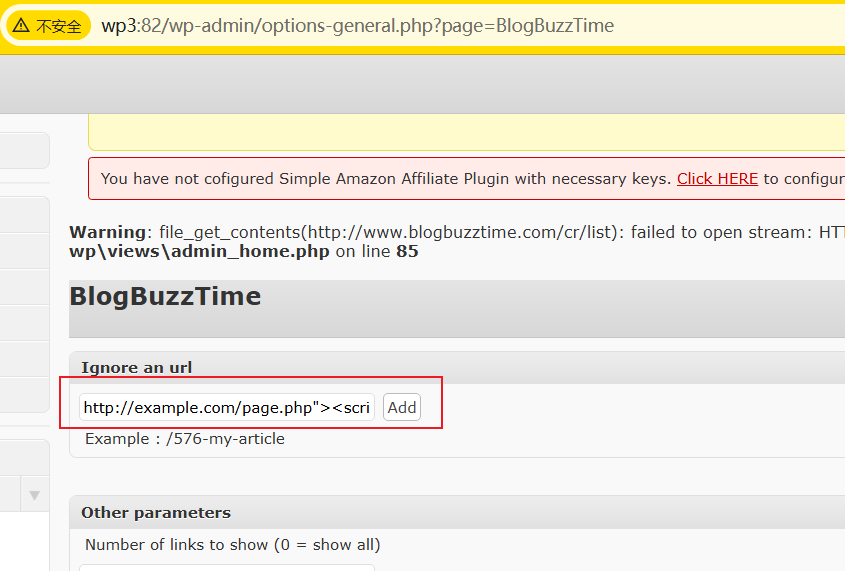 不安全 wp3:82/wp-admin/options-general.php?page=BlogBuzzTime
You have not cofigured Simple Amazon Affiliate Plugin with necessary keys. Click HERE to configur
Warning: file_get_contents(http://www.blogbuzztime.com/cr/list): failed to open stream: HT
wp\views\admin_home.php on line 85
BlogBuzzTime
Ignore an url
http://example.com/page.php"><scri Add
Example : /576-my-article
Other parameters
Number of links to show (0 = show all)